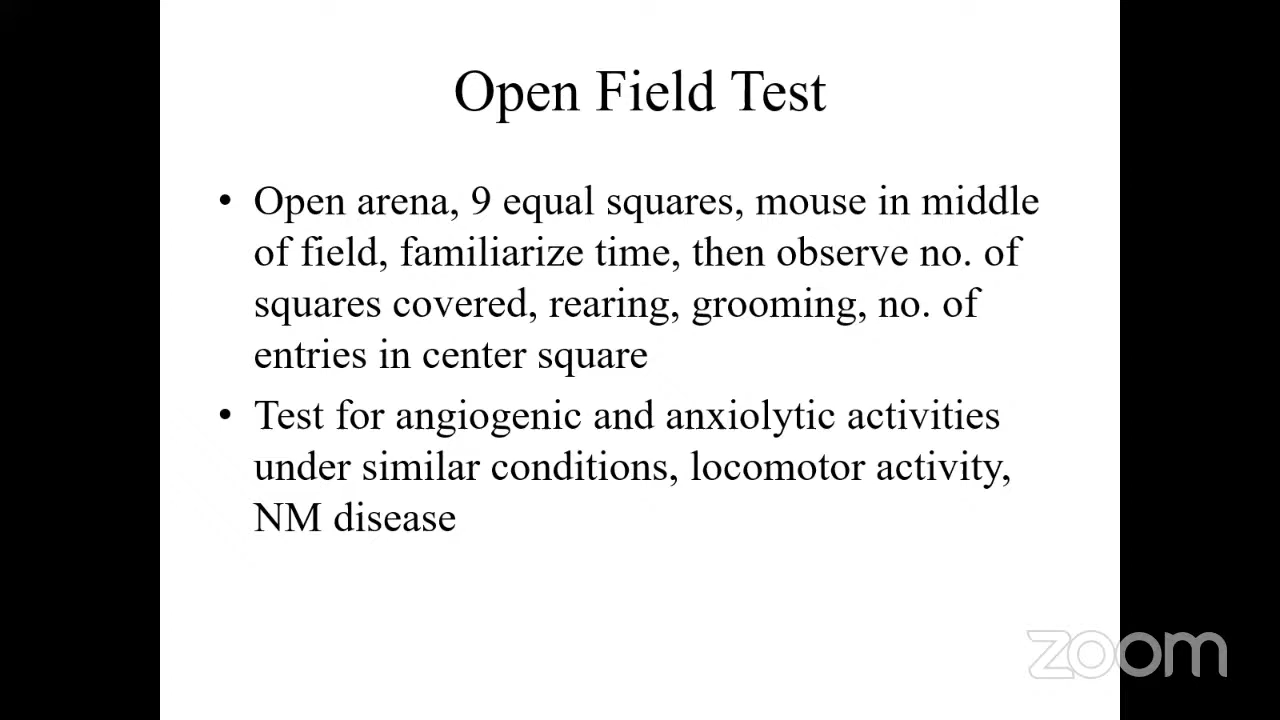 Open Field Test
• Open arena, 9 equal squares, mouse in middle
of field, familiarize time, then observe no. of
squares covered, rearing, grooming, no. of
entries in center square
• Test for angiogenic and anxiolytic activities
under similar conditions, locomotor activity,
NM disease
zoom